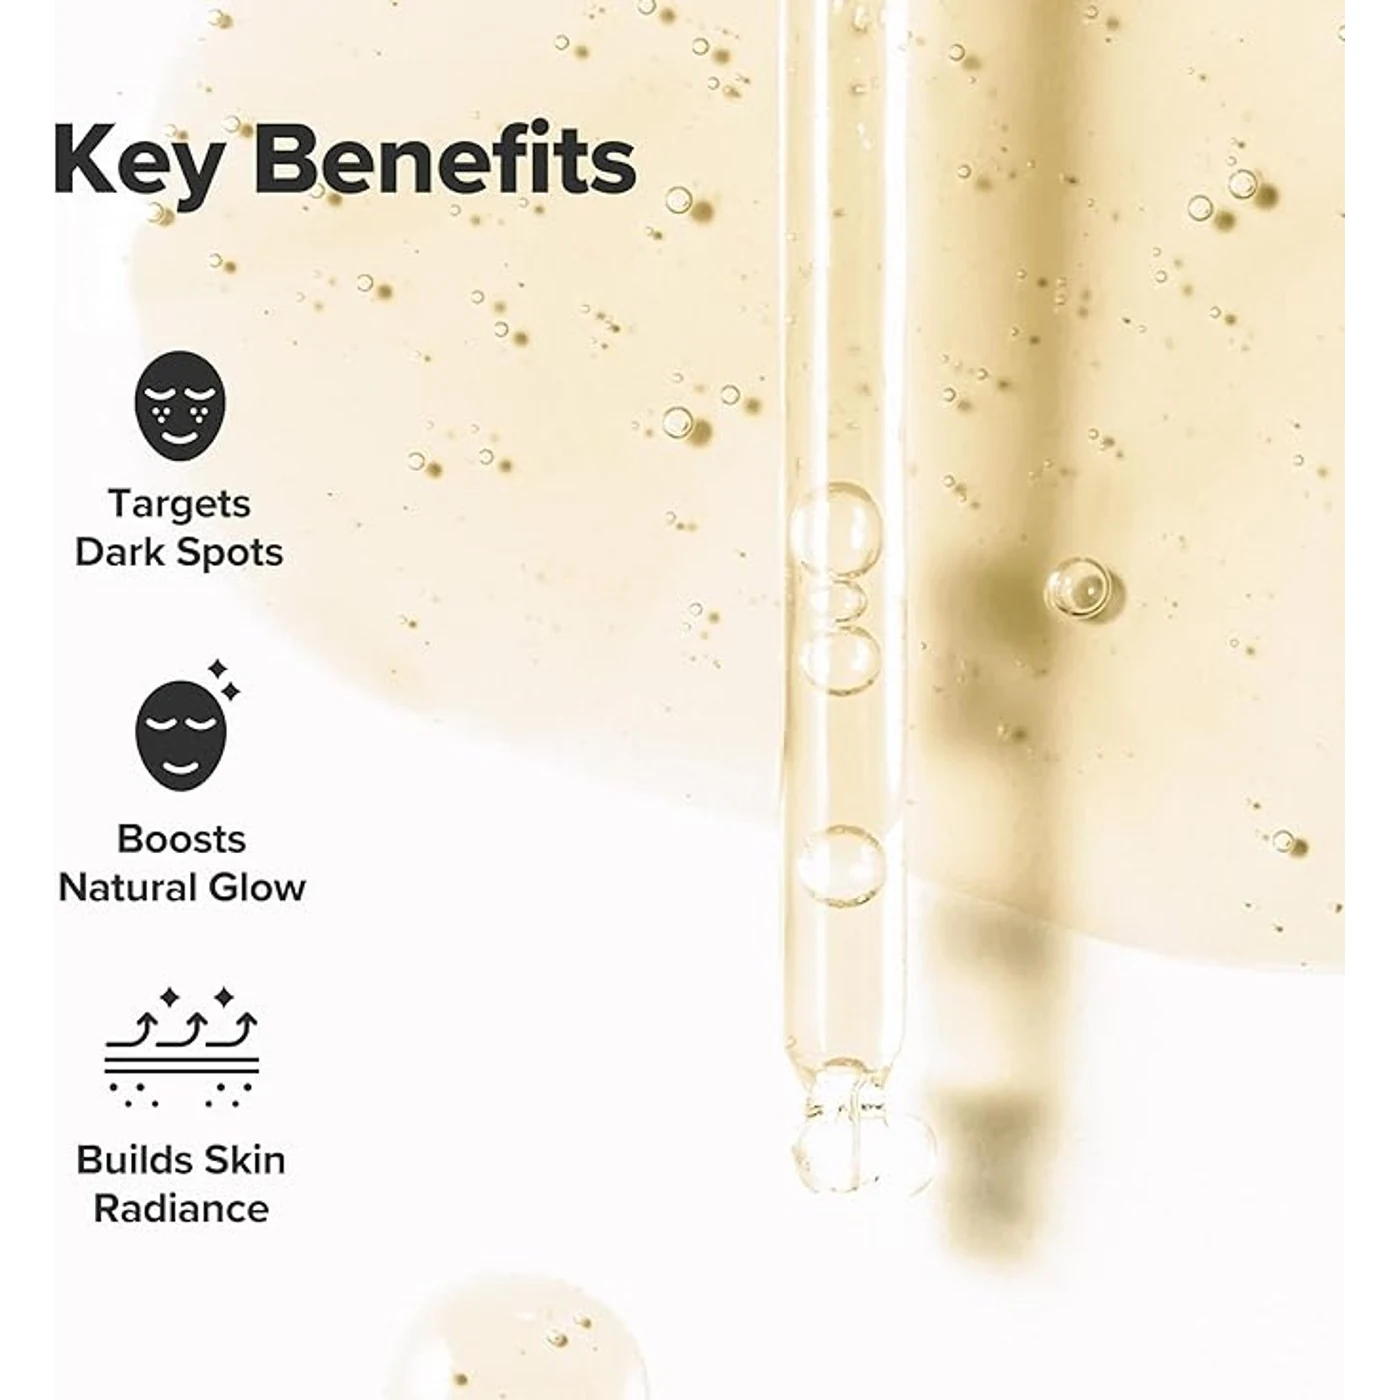 Key Benefits
Targets
Dark Spots
Boosts
Natural Glow
Builds Skin
Radiance